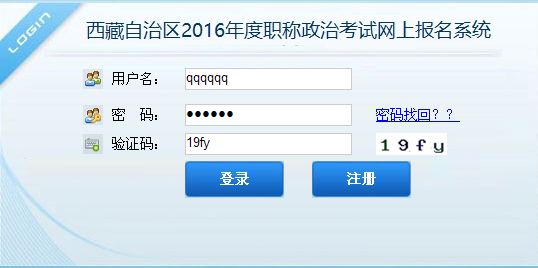 LOGIN
西藏自治区2016年度职称政治考试网上报名系统
用户名： qqqqqq
密 码： ●●●●●● 密码找回？？
验证码： 19fy 19fy
登录 注册